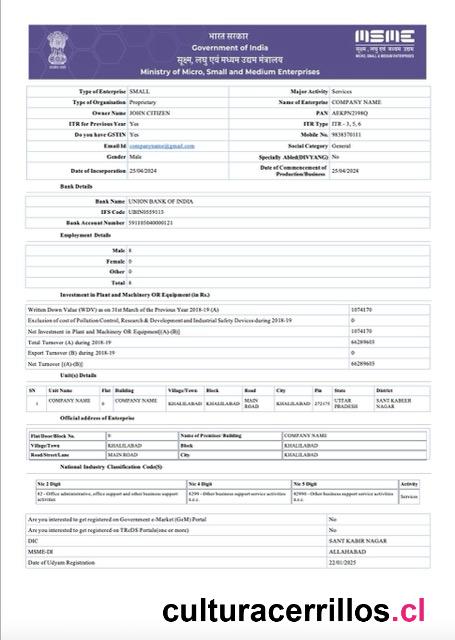 भारत सरकार
Government of India
सूक्ष्म, लघु एवं मध्यम उद्यम मंत्रालय
Ministry of Micro, Small and Medium Enterprises
MSME
सूक्ष्म, लघु एवं मध्यम उद्यम
MICRO, SMALL & MEDIUM ENTERPRISES
Type of Enterprise SMALL Major Activity Services
Type of Organisation Proprietary Name of Enterprise COMPANY NAME
Owner Name JOHN CITIZEN PAN AEKPN2198Q
ITR for Previous Year Yes ITR Type ITR - 3, 5, 6
Do you have GSTIN Yes Mobile No. 9838370111
Email Id companyname@gmail.com Social Category General
Gender Male Specially Abled(DIVYANG) No
Date of Incorporation 25/04/2024 Date of Commencement of Production/Business 25/04/2024
Bank Details
Bank Name UNION BANK OF INDIA
IFS Code UBIN0559113
Bank Account Number 591105040000121
Employment Details
Male 8
Female 0
Other 0
Total 8
Investment in Plant and Machinery OR Equipment (in Rs.)
Written Down Value (WDV) as on 31st March of the Previous Year 2018-19 (A) 1074170
Exclusion of cost of Pollution Control, Research & Development and Industrial Safety Devices during 2018-19 0
Net Investment in Plant and Machinery OR Equipment[(A)-(B)] 1074170
Total Turnover (A) during 2018-19 66289603
Export Turnover (B) during 2018-19 0
Net Turnover [(A)-(B)] 66289603
Unit(s) Details
SN Unit Name Flat Building Village/Town Block Road City Pin State District
1 COMPANY NAME 0 COMPANY NAME KHALILABAD KHALILABAD MAIN ROAD KHALILABAD 272175 UTTAR PRADESH SANT KABEER NAGAR
Official address of Enterprise
Flat/Door/Block No. 0 Name of Premises/ Building COMPANY NAME
Village/Town KHALILABAD Block KHALILABAD
Road/Street/Lane MAIN ROAD City KHALILABAD
National Industry Classification Code(S)
Nic 2 Digit Nic 4 Digit Nic 5 Digit Activity
82 - Office administrative, office support and other business support activities 8299 - Other business support service activities n.e.c. 82990 - Other business support service activities n.e.c. Services
Are you interested to get registered on Government e-Market (GeM) Portal No
Are you interested to get registered on TReDS Portals(one or more) No
DIC SANT KABIR NAGAR
MSME-DI ALLAHABAD
Date of Udyam Registration 22/01/2025
culturacerrillos.cl